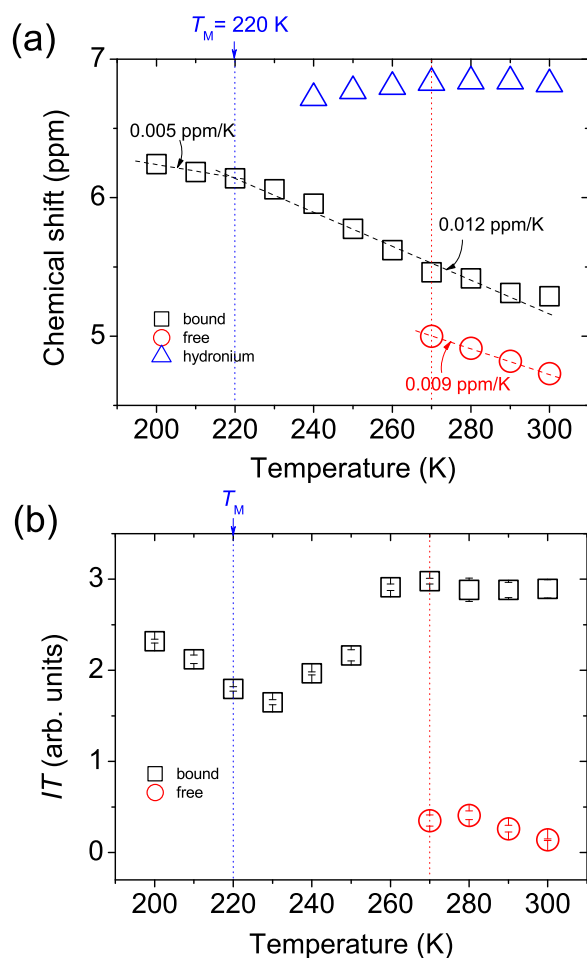 (a)
T_M = 220 K
7
6
5
Chemical shift (ppm)
0.005 ppm/K
0.012 ppm/K
0.009 ppm/K
bound
free
hydronium
200 220 240 260 280 300
Temperature (K)
(b)
T_M
3
2
1
0
IT (arb. units)
bound
free
200 220 240 260 280 300
Temperature (K)